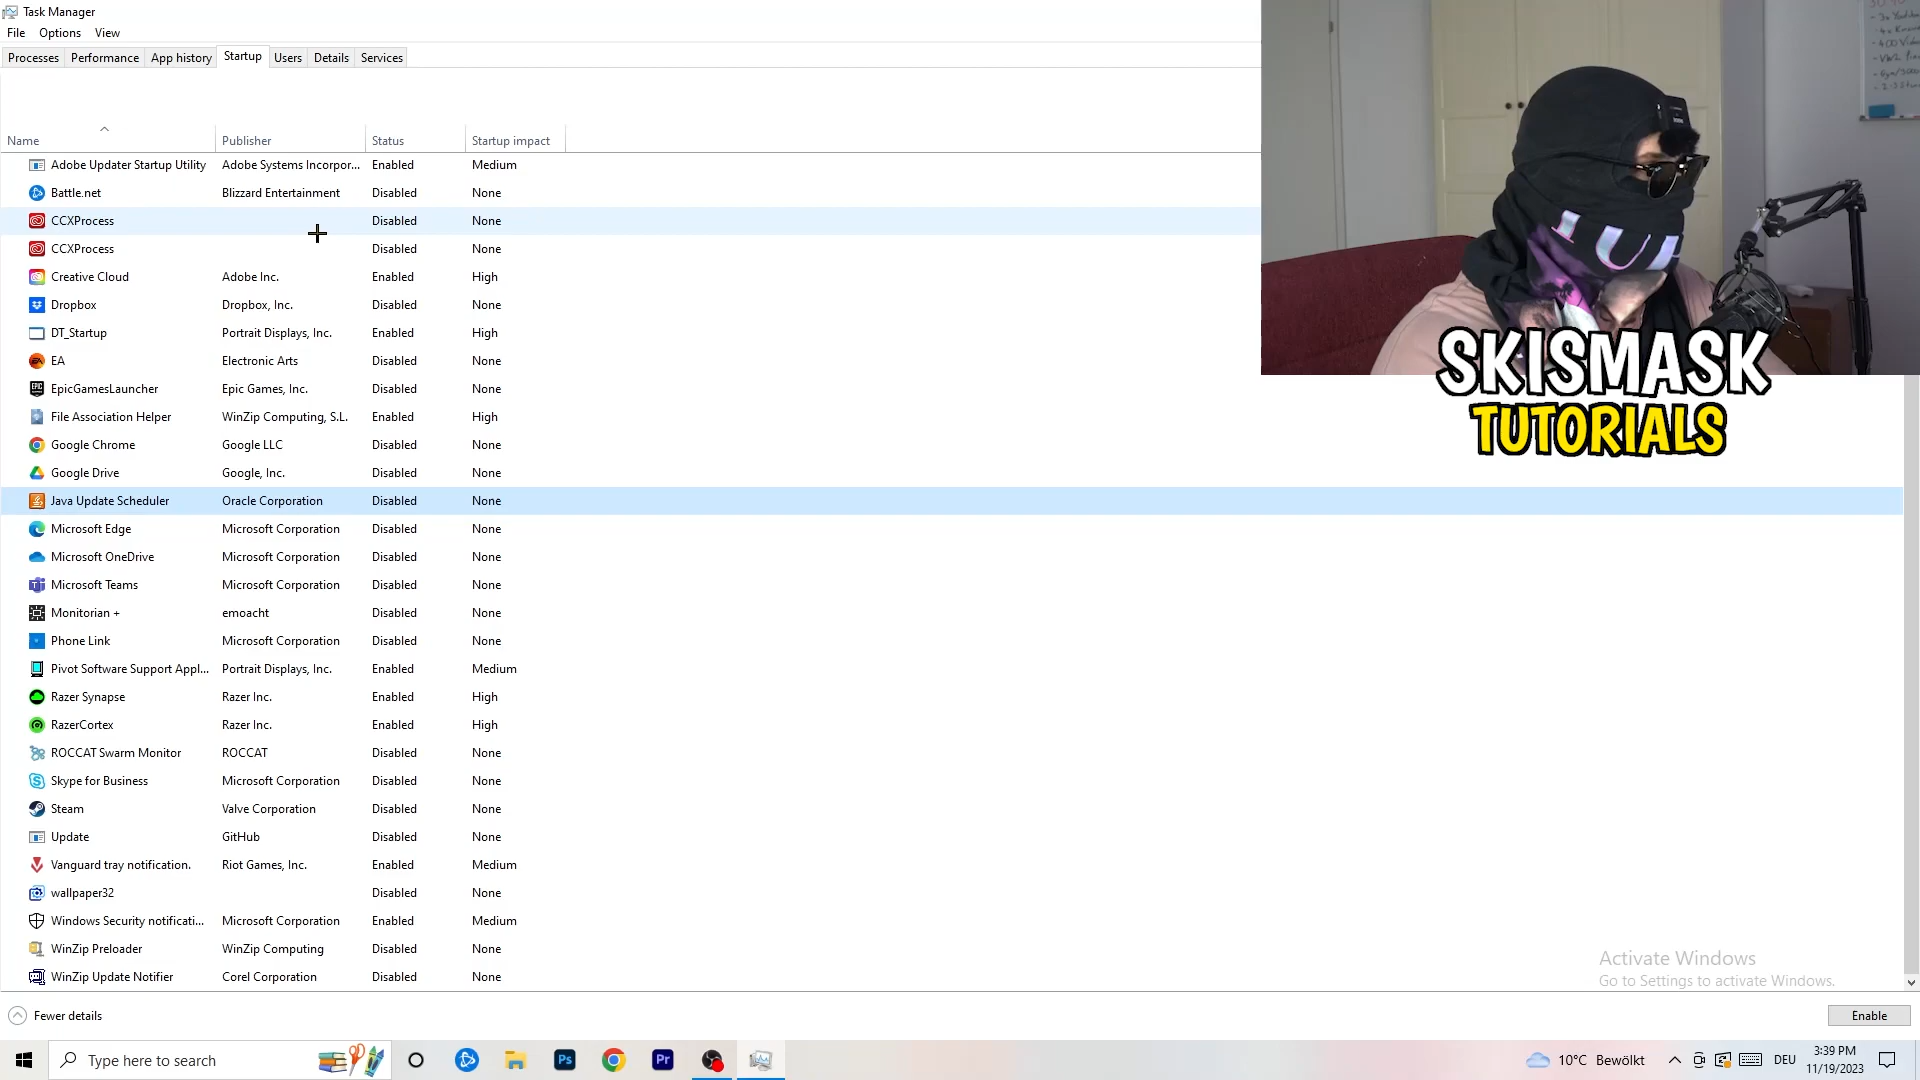 Task Manager
File Options View
Processes Performance App history Startup Users Details Services
Name Publisher Status Startup impact
Adobe Updater Startup Utility Adobe Systems Incorpor... Enabled Medium
Battle.net Blizzard Entertainment Disabled None
CCXProcess Disabled None
CCXProcess Disabled None
Creative Cloud Adobe Inc. Enabled High
Dropbox Dropbox, Inc. Disabled None
DT_Startup Portrait Displays, Inc. Enabled High
EA Electronic Arts Disabled None
EpicGamesLauncher Epic Games, Inc. Disabled None
File Association Helper WinZip Computing, S.L. Enabled High
Google Chrome Google LLC Disabled None
Google Drive Google, Inc. Disabled None
Java Update Scheduler Oracle Corporation Disabled None
Microsoft Edge Microsoft Corporation Disabled None
Microsoft OneDrive Microsoft Corporation Disabled None
Microsoft Teams Microsoft Corporation Disabled None
Monitorian + emoacht Disabled None
Phone Link Microsoft Corporation Disabled None
Pivot Software Support Appl... Portrait Displays, Inc. Enabled Medium
Razer Synapse Razer Inc. Enabled High
RazerCortex Razer Inc. Enabled High
ROCCAT Swarm Monitor ROCCAT Disabled None
Skype for Business Microsoft Corporation Disabled None
Steam Valve Corporation Disabled None
Update GitHub Disabled None
Vanguard tray notification. Riot Games, Inc. Enabled Medium
wallpaper32 Disabled None
Windows Security notificati... Microsoft Corporation Enabled Medium
WinZip Preloader WinZip Computing Disabled None
WinZip Update Notifier Corel Corporation Disabled None
SKISMASK
TUTORIALS
Activate Windows
Go to Settings to activate Windows.
Fewer details
Enable
Type here to search
Ps
Pr
10°C Bewölkt
DEU
3:39 PM
11/19/2023